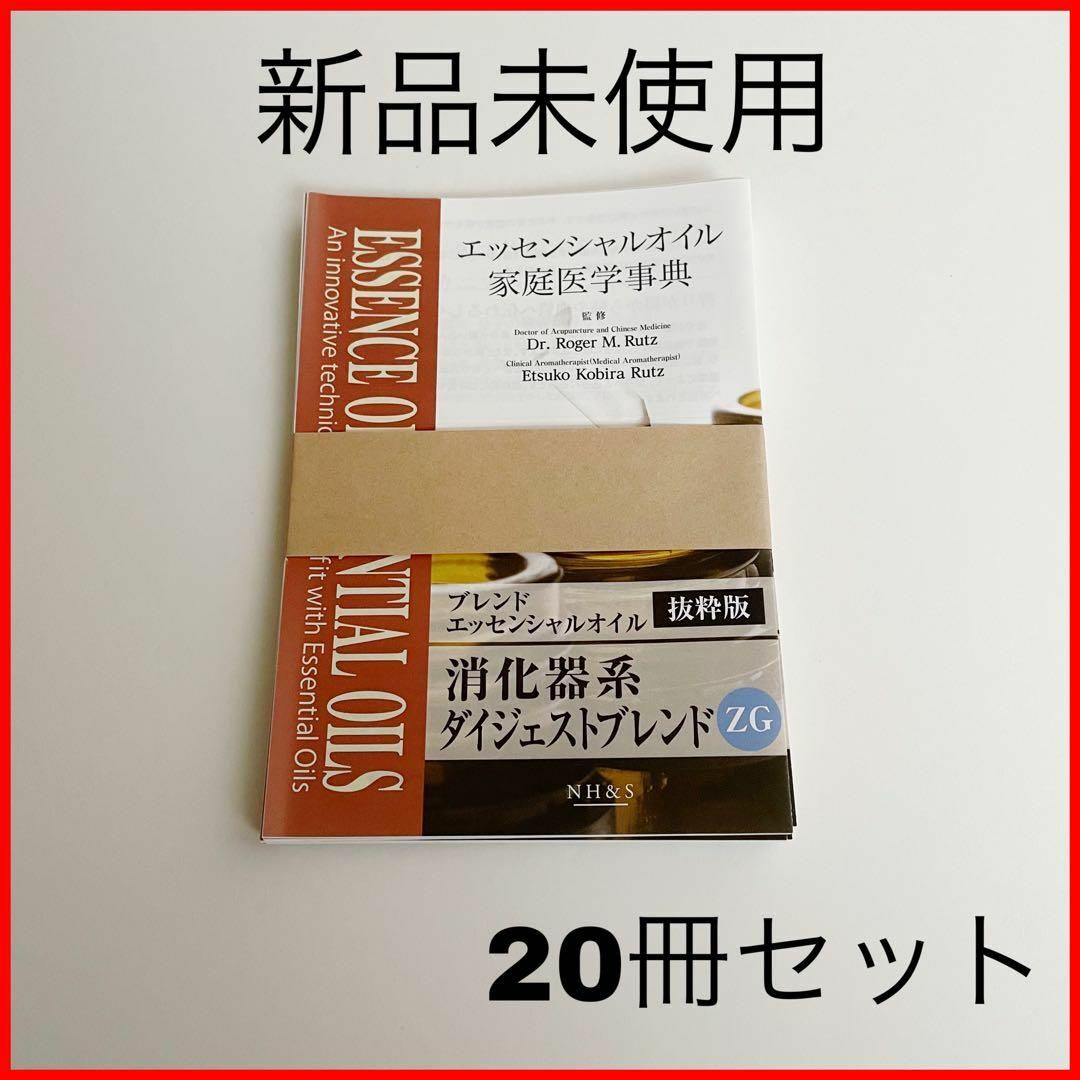 新品未使用
エッセンシャルオイル
家庭医学事典
監修
Doctor of Acupuncture and Chinese Medicine
Dr. Roger M. Rutz
Clinical Aromatherapist(Medical Aromatherapist)
Etsuko Kobira Rutz
ESSENCE O NTIAL OILS
An innovative techni fit with Essential Oils
ブレンド
エッセンシャルオイル 抜粋版
消化器系
ダイジェストブレンド ZG
NH&S
20冊セット